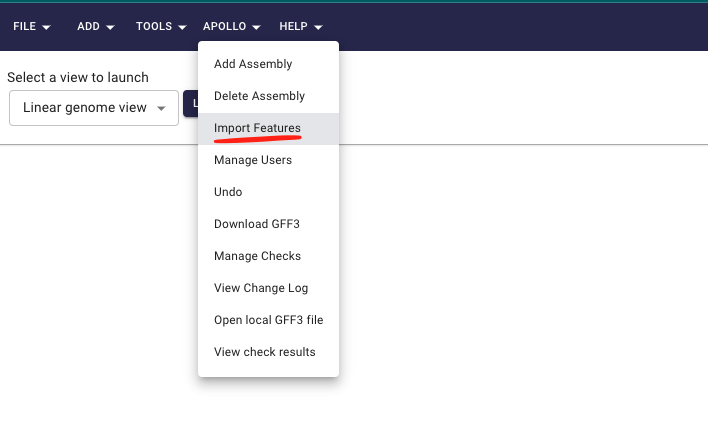 FILE ADD TOOLS APOLLO HELP
Select a view to launch
Linear genome view
L
Add Assembly
Delete Assembly
Import Features
Manage Users
Undo
Download GFF3
Manage Checks
View Change Log
Open local GFF3 file
View check results